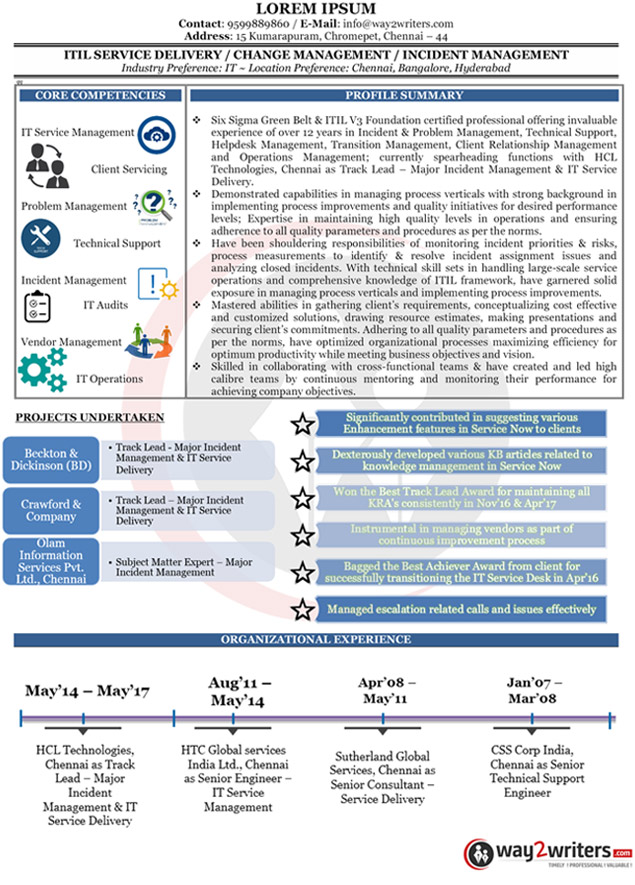 LOREM IPSUM
Contact: 9599889860 / E-Mail: info@way2writers.com
Address: 15 Kumarapuram, Chromepet, Chennai – 44
ITIL SERVICE DELIVERY / CHANGE MANAGEMENT / INCIDENT MANAGEMENT
Industry Preference: IT ~ Location Preference: Chennai, Bangalore, Hyderabad
CORE COMPETENCIES
IT Service Management
Client Servicing
Problem Management
Technical Support
Incident Management
IT Audits
Vendor Management
IT Operations
PROFILE SUMMARY
❖ Six Sigma Green Belt & ITIL V3 Foundation certified professional offering invaluable
experience of over 12 years in Incident & Problem Management, Technical Support,
Helpdesk Management, Transition Management, Client Relationship Management
and Operations Management; currently spearheading functions with HCL
Technologies, Chennai as Track Lead – Major Incident Management & IT Service
Delivery.
❖ Demonstrated capabilities in managing process verticals with strong background in
implementing process improvements and quality initiatives for desired performance
levels; Expertise in maintaining high quality levels in operations and ensuring
adherence to all quality parameters and procedures as per the norms.
❖ Have been shouldering responsibilities of monitoring incident priorities & risks,
process measurements to identify & resolve incident assignment issues and
analyzing closed incidents. With technical skill sets in handling large-scale service
operations and comprehensive knowledge of ITIL framework, have garnered solid
exposure in managing process verticals and implementing process improvements.
❖ Mastered abilities in gathering client's requirements, conceptualizing cost effective
and customized solutions, drawing resource estimates, making presentations and
securing client's commitments. Adhering to all quality parameters and procedures as
per the norms, have optimized organizational processes maximizing efficiency for
optimum productivity while meeting business objectives and vision.
❖ Skilled in collaborating with cross-functional teams & have created and led high
calibre teams by continuous mentoring and monitoring their performance for
achieving company objectives.
PROJECTS UNDERTAKEN
Beckton &
Dickinson (BD)
• Track Lead - Major Incident
Management & IT Service
Delivery
Crawford &
Company
• Track Lead – Major Incident
Management & IT Service
Delivery
Olam
Information
Services Pvt.
Ltd., Chennai
• Subject Matter Expert – Major
Incident Management
Significantly contributed in suggesting various
Enhancement features in Service Now to clients
Dexterously developed various KB articles related to
knowledge management in Service Now
Won the Best Track Lead Award for maintaining all
KRA's consistently in Nov'16 & Apr'17
Instrumental in managing vendors as part of
continuous improvement process
Bagged the Best Achiever Award from client for
successfully transitioning the IT Service Desk in Apr'16
Managed escalation related calls and issues effectively
ORGANIZATIONAL EXPERIENCE
May'14 – May'17
HCL Technologies,
Chennai as Track
Lead – Major
Incident
Management & IT
Service Delivery
Aug'11 –
May'14
HTC Global services
India Ltd., Chennai
as Senior Engineer –
IT Service
Management
Apr'08 –
May'11
Sutherland Global
Services, Chennai as
Senior Consultant –
Service Delivery
Jan'07 –
Mar'08
CSS Corp India,
Chennai as Senior
Technical Support
Engineer
way2writers.com
TIMELY ! PROFESSIONAL ! VALUABLE !